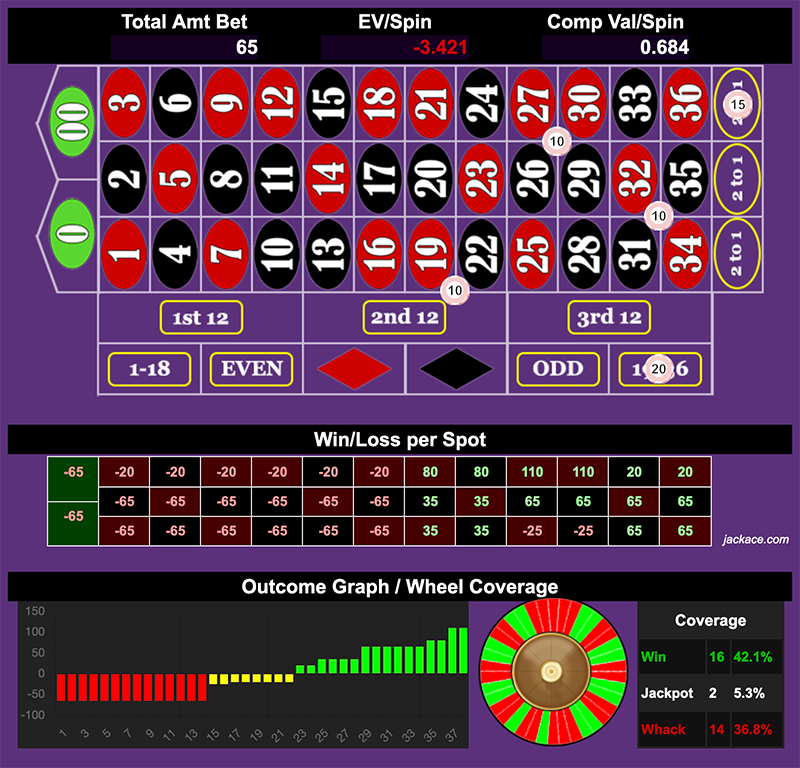 Total Amt Bet EV/Spin Comp Val/Spin
65 -3.421 0.684
00 3 6 9 12 15 18 21 24 27 30 33 36 15
10
2 5 8 11 14 17 20 23 26 29 32 35 2 to 1
10
0 1 4 7 10 13 16 19 22 25 28 31 34 2 to 1
10
1st 12 2nd 12 3rd 12
1-18 EVEN ODD 20
Win/Loss per Spot
-65 -20 -20 -20 -20 -20 -20 80 80 110 110 20 20
-65 -65 -65 -65 -65 -65 35 35 65 65 65 65
-65 -65 -65 -65 -65 -65 -65 35 35 -25 -25 65 65
jackace.com
Outcome Graph / Wheel Coverage
150
100
50
0
-50
-100
1 3 5 7 9 11 13 15 17 19 21 23 25 27 29 31 33 35 37
Coverage
Win 16 42.1%
Jackpot 2 5.3%
Whack 14 36.8%